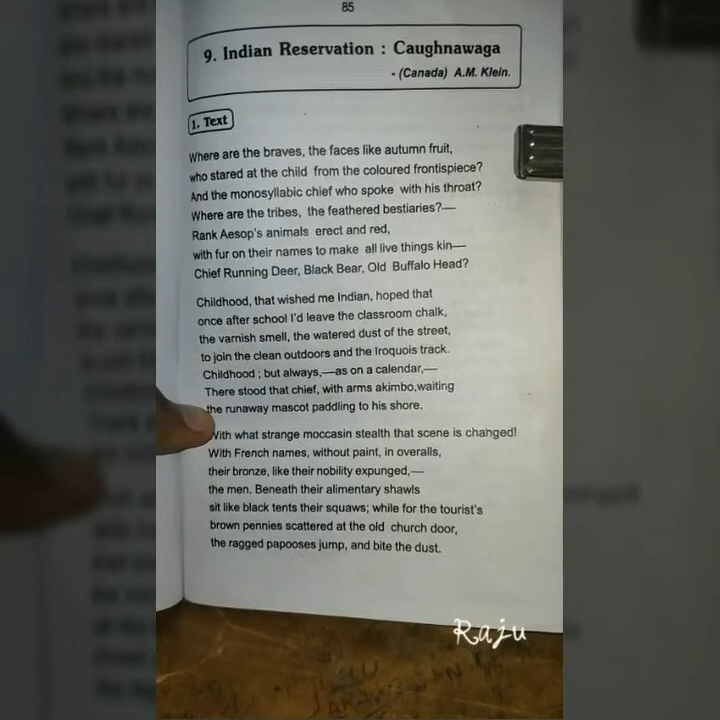 85
9. Indian Reservation : Caughnawaga
- (Canada) A.M. Klein.
1. Text
Where are the braves, the faces like autumn fruit,
who stared at the child from the coloured frontispiece?
And the monosyllabic chief who spoke with his throat?
Where are the tribes, the feathered bestiaries?—
Rank Aesop's animals erect and red,
with fur on their names to make all live things kin—
Chief Running Deer, Black Bear, Old Buffalo Head?
Childhood, that wished me Indian, hoped that
once after school I'd leave the classroom chalk,
the varnish smell, the watered dust of the street,
to join the clean outdoors and the Iroquois track.
Childhood ; but always,—as on a calendar,—
There stood that chief, with arms akimbo,waiting
the runaway mascot paddling to his shore.
With what strange moccasin stealth that scene is changed!
With French names, without paint, in overalls,
their bronze, like their nobility expunged,—
the men. Beneath their alimentary shawls
sit like black tents their squaws; while for the tourist's
brown pennies scattered at the old church door,
the ragged papooses jump, and bite the dust.
Raju